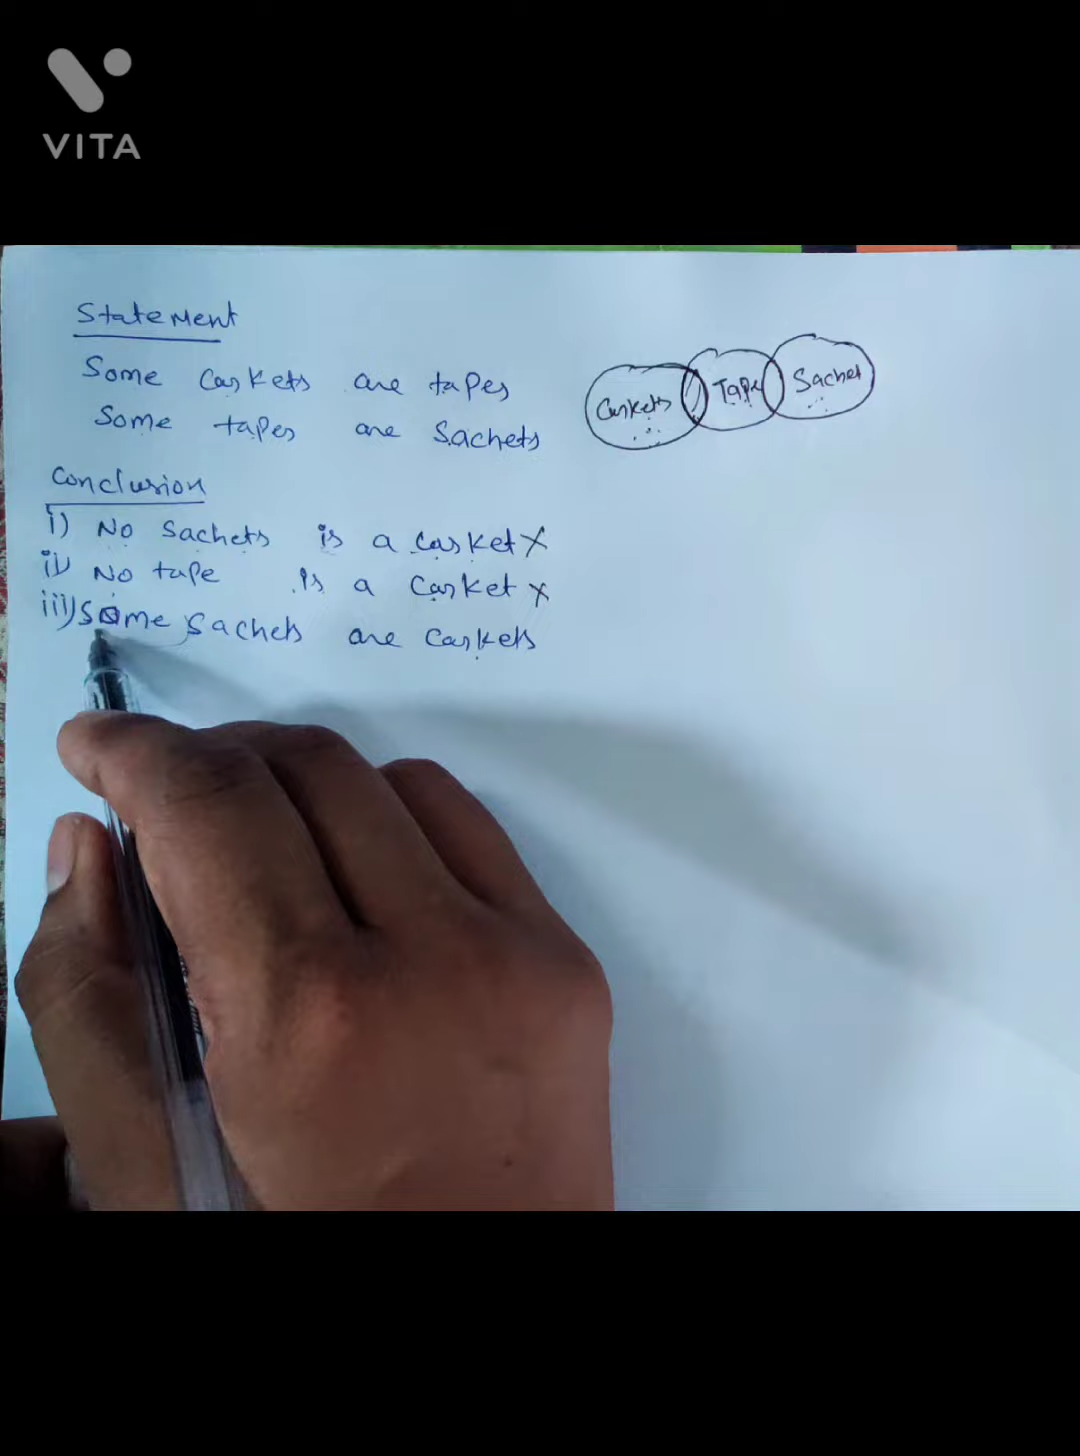 VITA
Statement
Some Caskets are tapes
Some tapes are Sachets
Caskets Tape Sachet
Conclusion
i) No Sachets is a Casket X
ii) No tape is a Casket X
iii) Some Sachets are Caskets